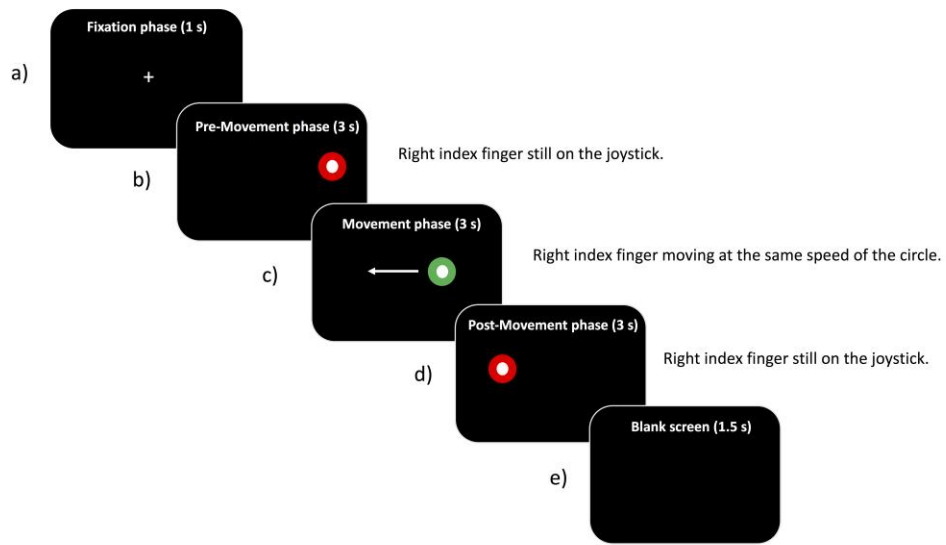 Fixation phase (1 s)
a)
+
Pre-Movement phase (3 s)
Right index finger still on the joystick.
b)
Movement phase (3 s)
Right index finger moving at the same speed of the circle.
c)
Post-Movement phase (3 s)
Right index finger still on the joystick.
d)
Blank screen (1.5 s)
e)